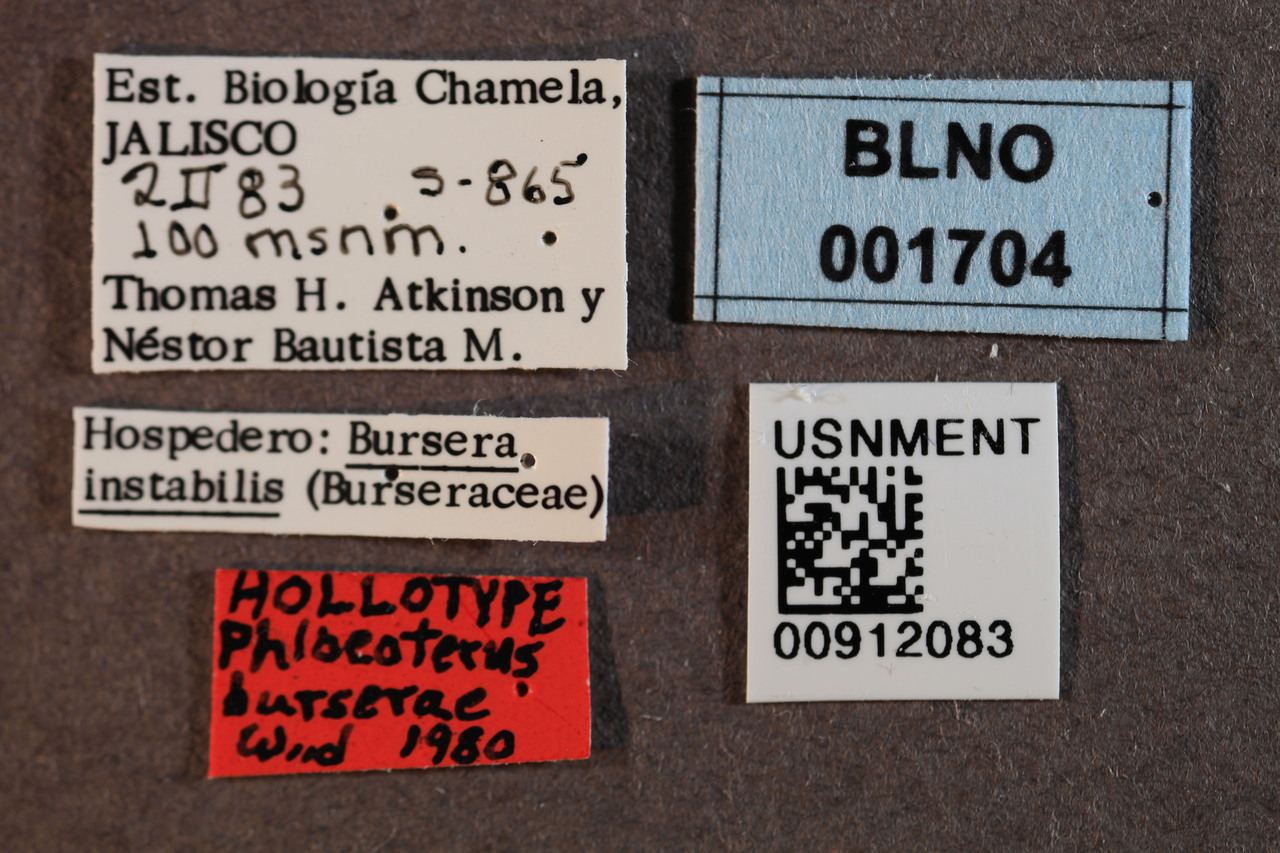 Est. Biología Chamela,
JALISCO
2 II 83 S-865
100 msnm.
Thomas H. Atkinson y
Néstor Bautista M.
BLNO
001704
Hospedero: Bursera
instabilis (Burseraceae)
USNMENT
00912083
HOLLOTYPE
Phloeoterus
burserae
Wood 1980